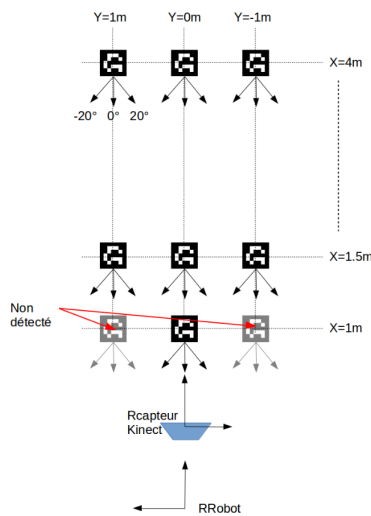 Y=1m Y=0m Y=-1m
X=4m
-20° 0° 20°
X=1.5m
Non
détecté
X=1m
Rcapteur
Kinect
RRobot